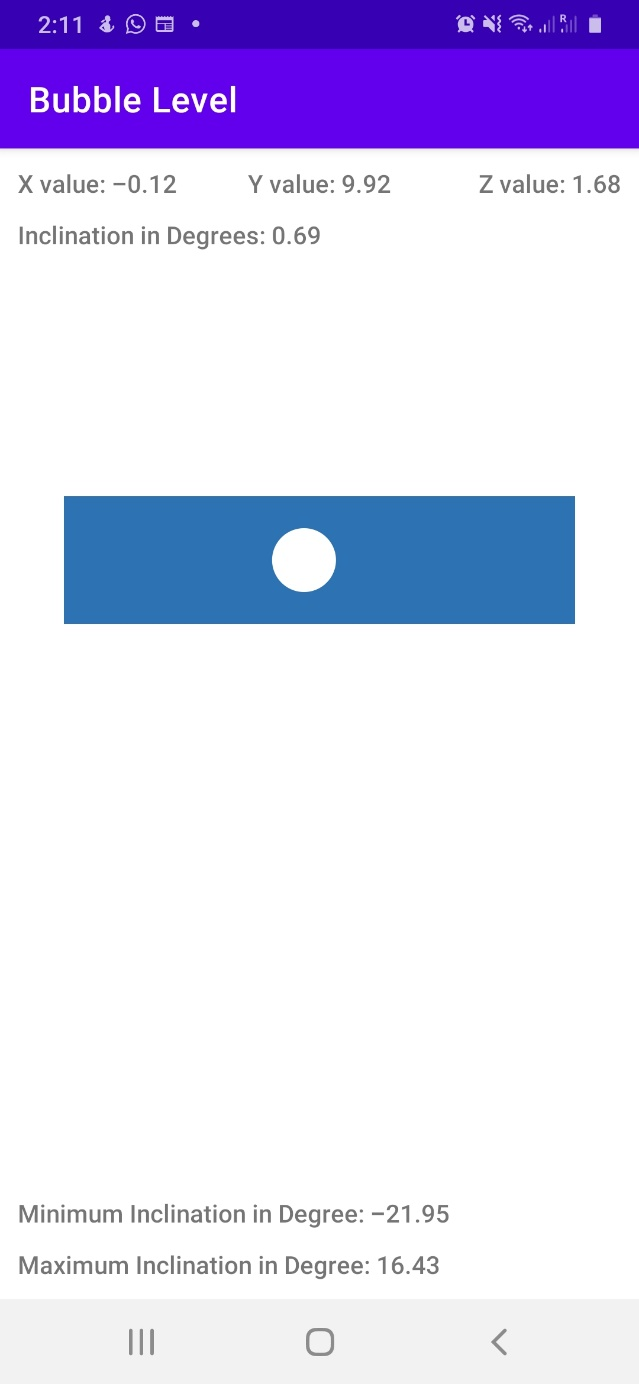 2:11
R
Bubble Level
X value: −0.12 Y value: 9.92 Z value: 1.68
Inclination in Degrees: 0.69
Minimum Inclination in Degree: −21.95
Maximum Inclination in Degree: 16.43